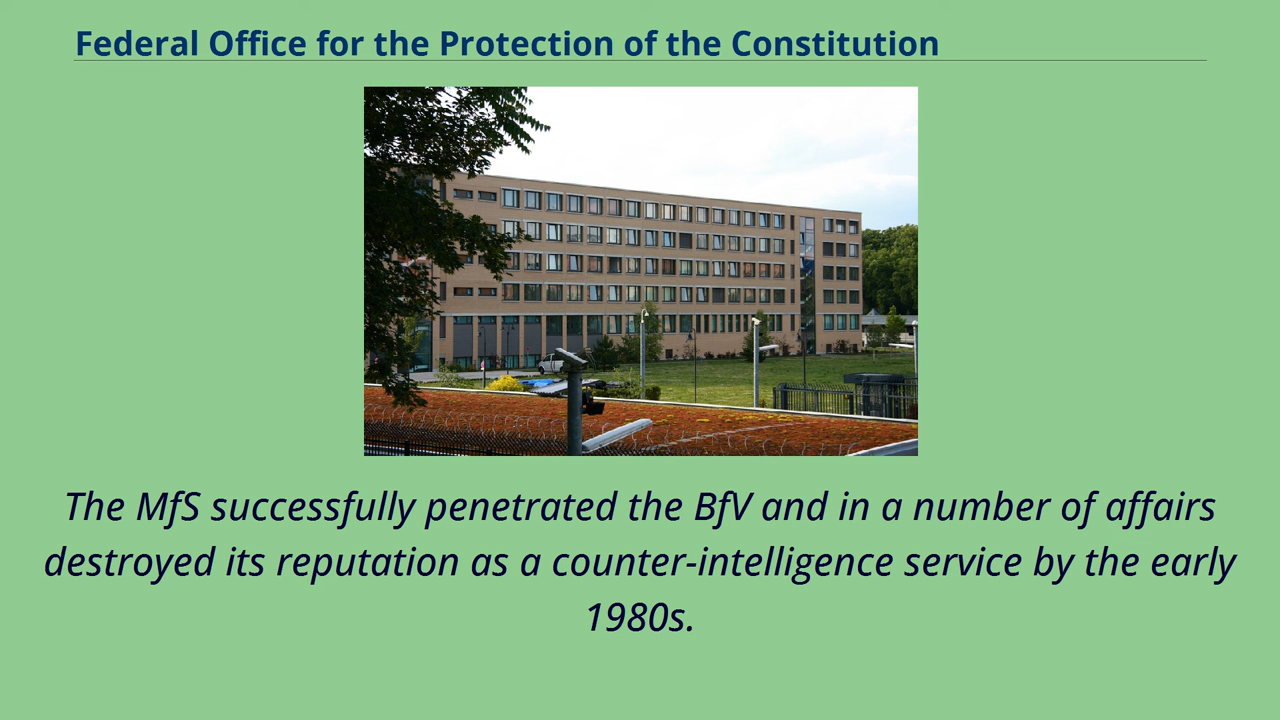 Federal Office for the Protection of the Constitution
The MfS successfully penetrated the BfV and in a number of affairs
destroyed its reputation as a counter-intelligence service by the early
1980s.